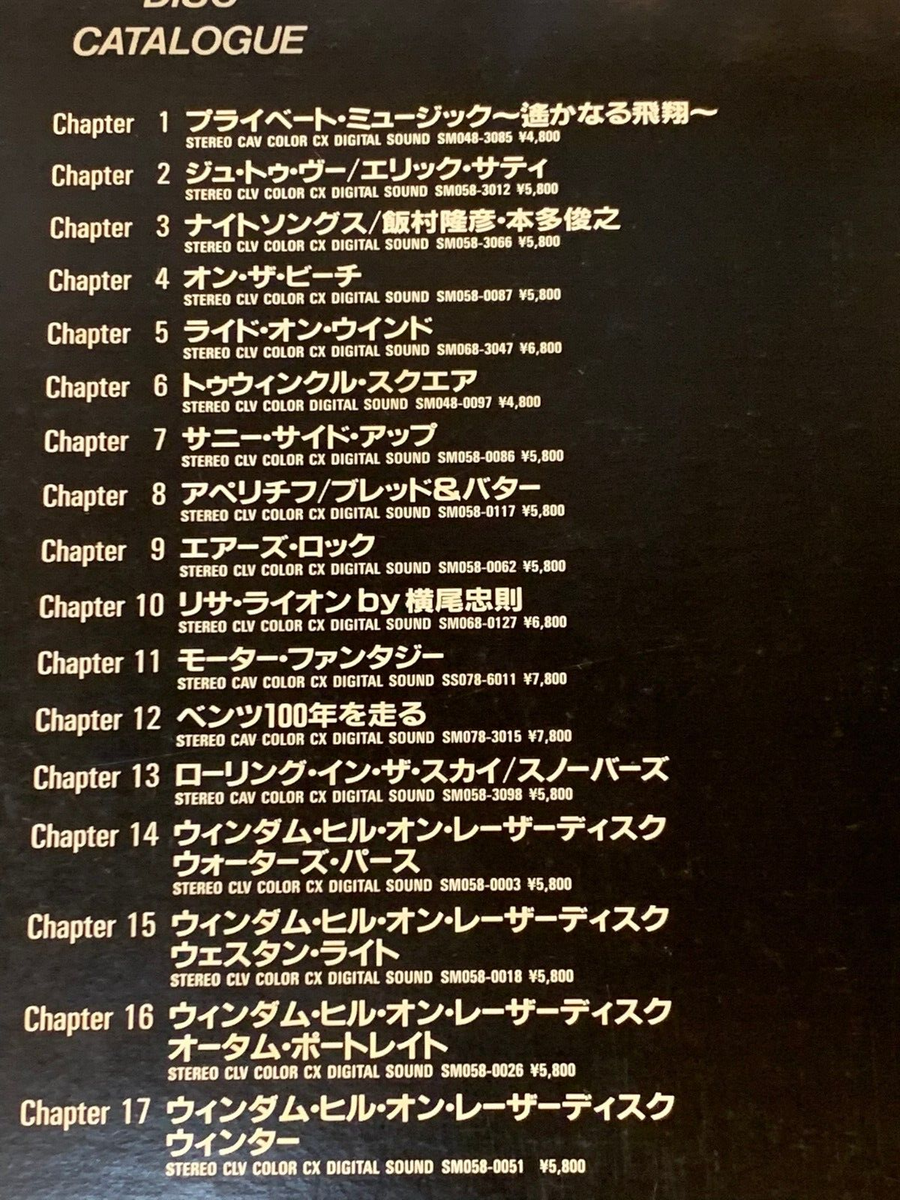 DISC
CATALOGUE
Chapter 1 プライベート・ミュージック〜遙かなる飛翔〜
STEREO CAV COLOR CX DIGITAL SOUND SM048-3085 ¥4,800
Chapter 2 ジュ・トゥ・ヴー/エリック・サティ
STEREO CLV COLOR CX DIGITAL SOUND SM058-3012 ¥5,800
Chapter 3 ナイトソングス/飯村隆彦・本多俊之
STEREO CLV COLOR CX DIGITAL SOUND SM058-3066 ¥5,800
Chapter 4 オン・ザ・ビーチ
STEREO CLV COLOR CX DIGITAL SOUND SM058-0087 ¥5,800
Chapter 5 ライド・オン・ウインド
STEREO CLV COLOR CX DIGITAL SOUND SM068-3047 ¥6,800
Chapter 6 トゥウィンクル・スクエア
STEREO CLV COLOR DIGITAL SOUND SM048-0097 ¥4,800
Chapter 7 サニー・サイド・アップ
STEREO CLV COLOR CX DIGITAL SOUND SM058-0086 ¥5,800
Chapter 8 アペリチフ/ブレッド&バター
STEREO CLV COLOR CX DIGITAL SOUND SM058-0117 ¥5,800
Chapter 9 エアーズ・ロック
STEREO CLV COLOR CX DIGITAL SOUND SM058-0062 ¥5,800
Chapter 10 リサ・ライオン by 横尾忠則
STEREO CLV COLOR CX DIGITAL SOUND SM068-0127 ¥6,800
Chapter 11 モーター・ファンタジー
STEREO CAV COLOR CX DIGITAL SOUND SS078-6011 ¥7,800
Chapter 12 ベンツ100年を走る
STEREO CAV COLOR CX DIGITAL SOUND SM078-3015 ¥7,800
Chapter 13 ローリング・イン・ザ・スカイ/スノーバーズ
STEREO CAV COLOR CX DIGITAL SOUND SM058-3098 ¥5,800
Chapter 14 ウィンダム・ヒル・オン・レーザーディスク
ウォーターズ・パース
STEREO CLV COLOR CX DIGITAL SOUND SM058-0003 ¥5,800
Chapter 15 ウィンダム・ヒル・オン・レーザーディスク
ウェスタン・ライト
STEREO CLV COLOR CX DIGITAL SOUND SM058-0018 ¥5,800
Chapter 16 ウィンダム・ヒル・オン・レーザーディスク
オータム・ポートレイト
STEREO CLV COLOR CX DIGITAL SOUND SM058-0026 ¥5,800
Chapter 17 ウィンダム・ヒル・オン・レーザーディスク
ウィンター
STEREO CLV COLOR CX DIGITAL SOUND SM058-0051 ¥5,800